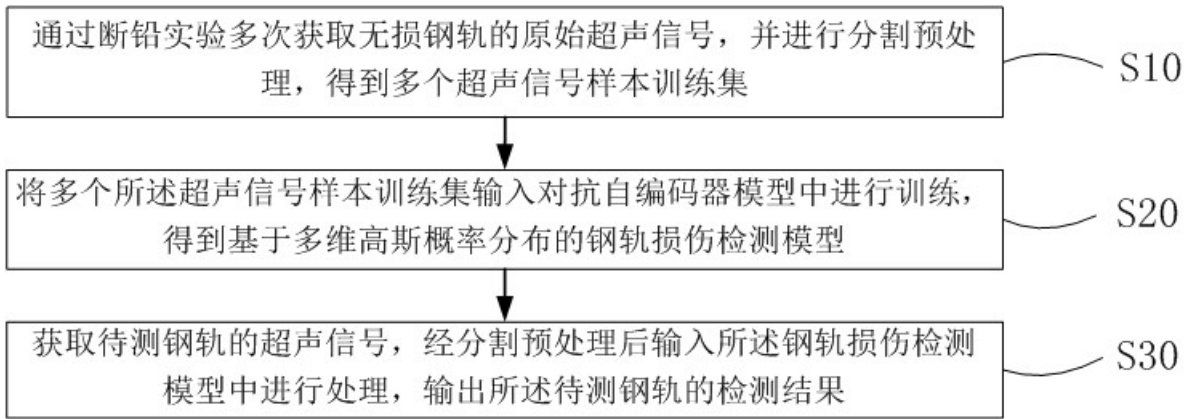 通过断铅实验多次获取无损钢轨的原始超声信号，并进行分割预处
理，得到多个超声信号样本训练集
S10
将多个所述超声信号样本训练集输入对抗自编码器模型中进行训练，
得到基于多维高斯概率分布的钢轨损伤检测模型
S20
获取待测钢轨的超声信号，经分割预处理后输入所述钢轨损伤检测
模型中进行处理，输出所述待测钢轨的检测结果
S30